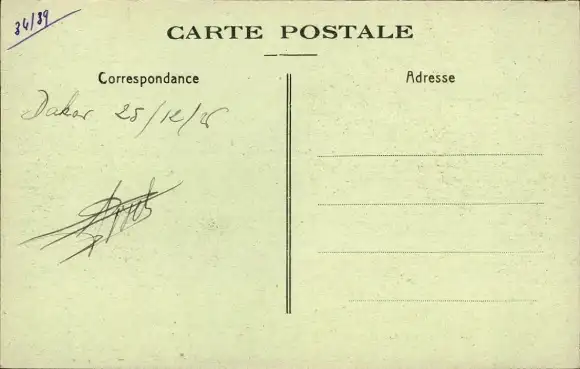 34/39
CARTE POSTALE
Correspondance
Adresse
Dakar 25/12/26